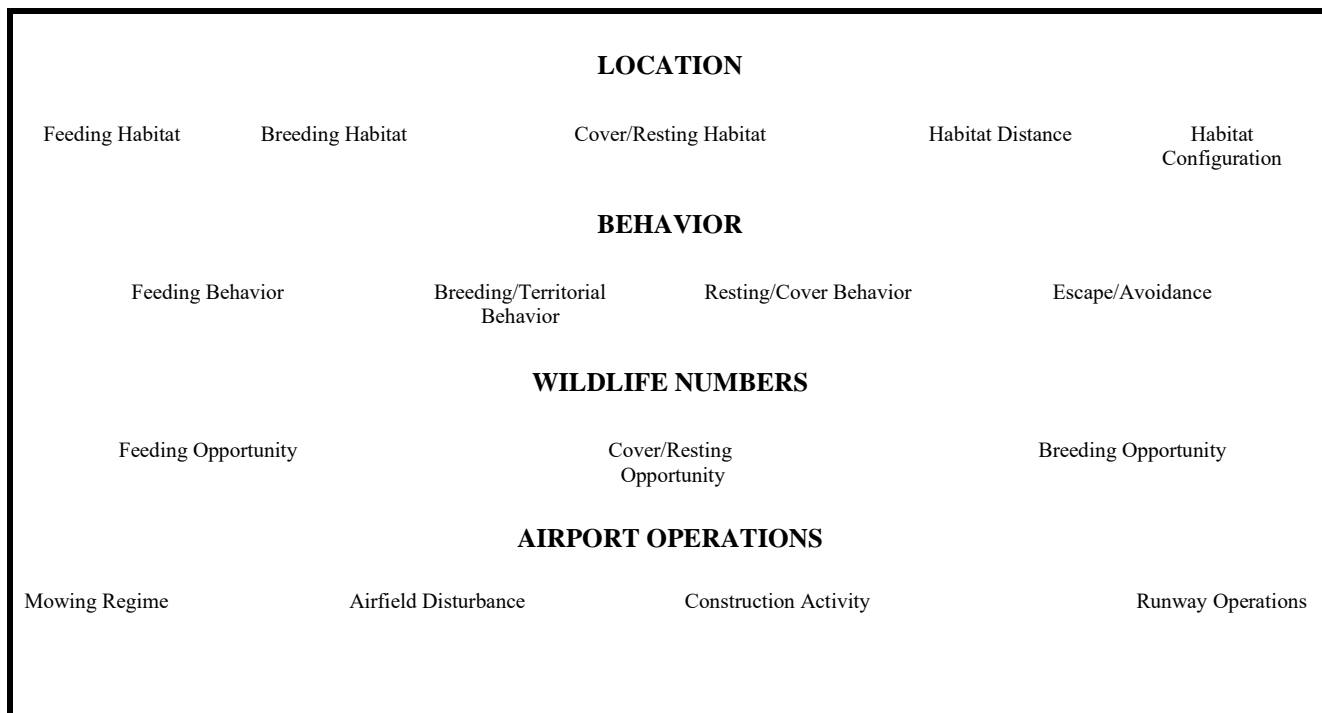 LOCATION
Feeding Habitat Breeding Habitat Cover/Resting Habitat Habitat Distance Habitat
Configuration
BEHAVIOR
Feeding Behavior Breeding/Territorial Resting/Cover Behavior Escape/Avoidance
Behavior
WILDLIFE NUMBERS
Feeding Opportunity Cover/Resting Breeding Opportunity
Opportunity
AIRPORT OPERATIONS
Mowing Regime Airfield Disturbance Construction Activity Runway Operations